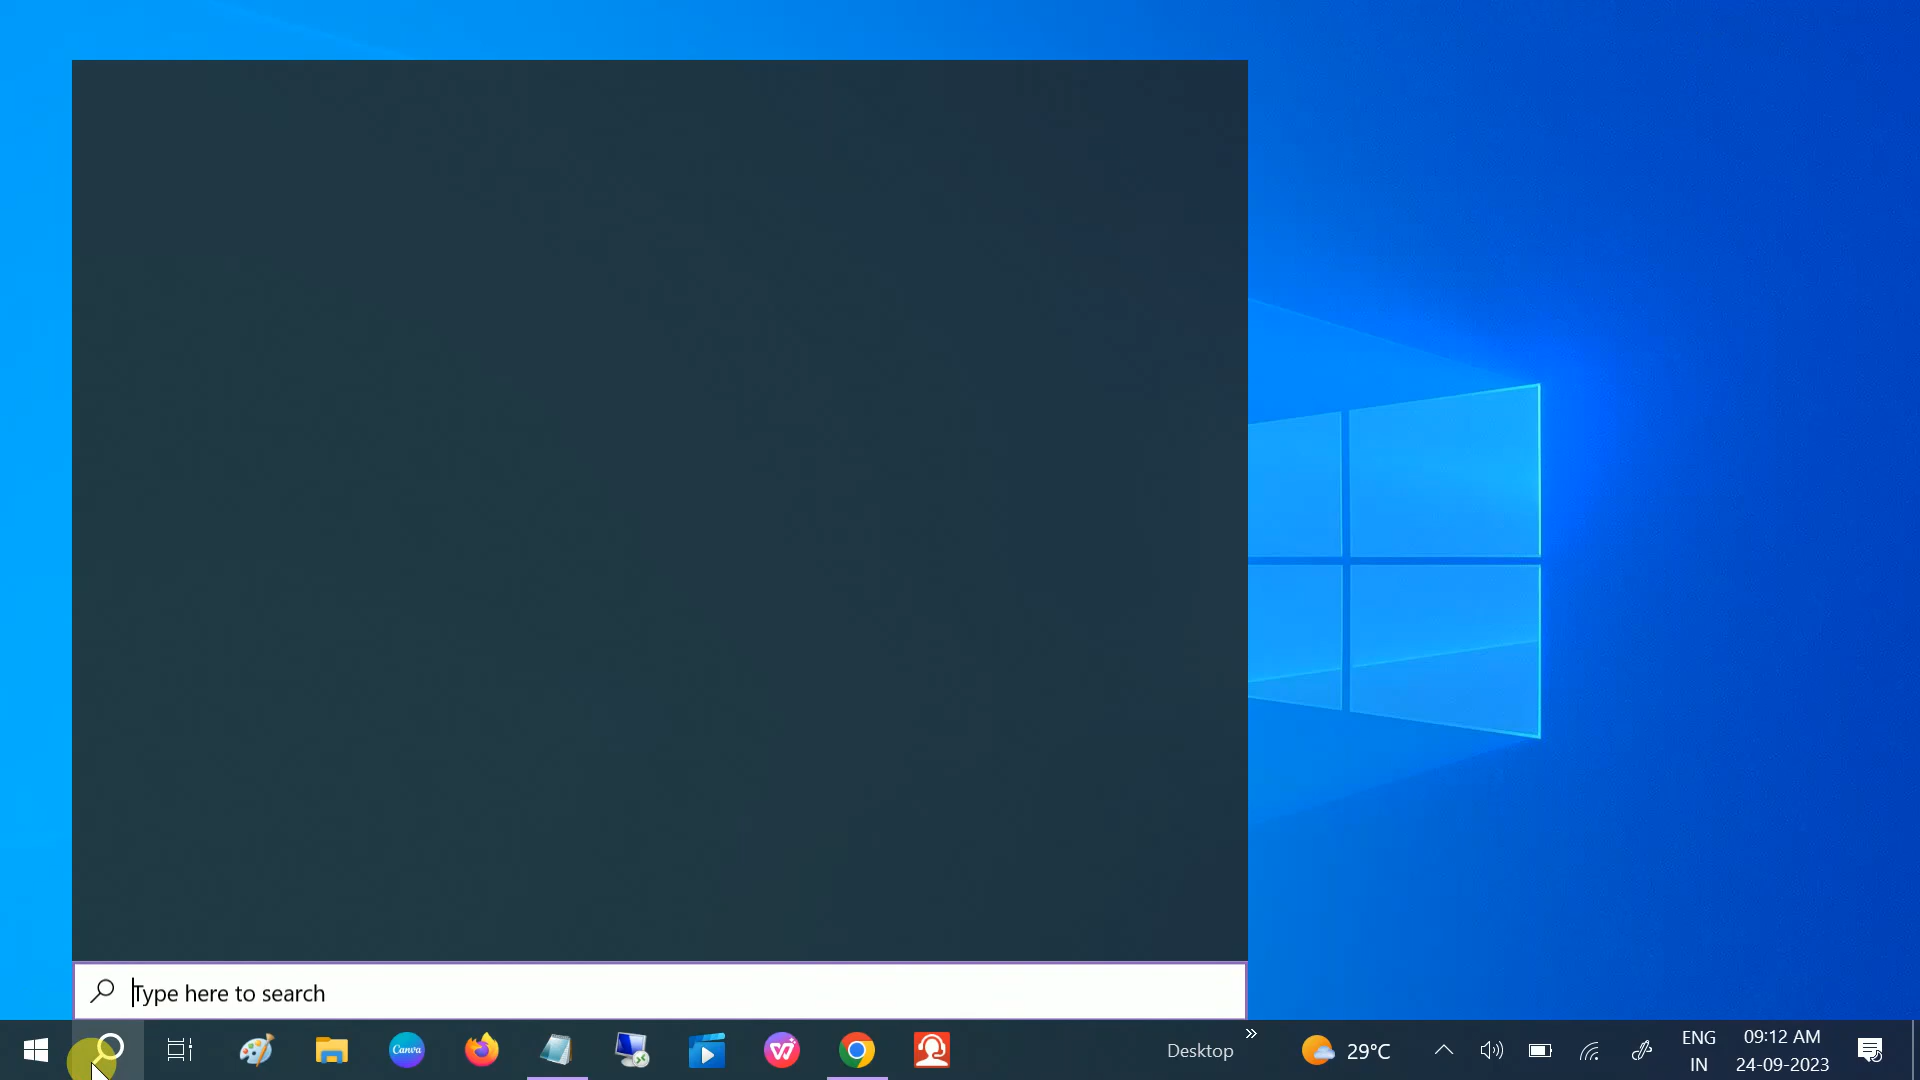 Type here to search
Canva
Desktop
29°C
ENG
IN
09:12 AM
24-09-2023